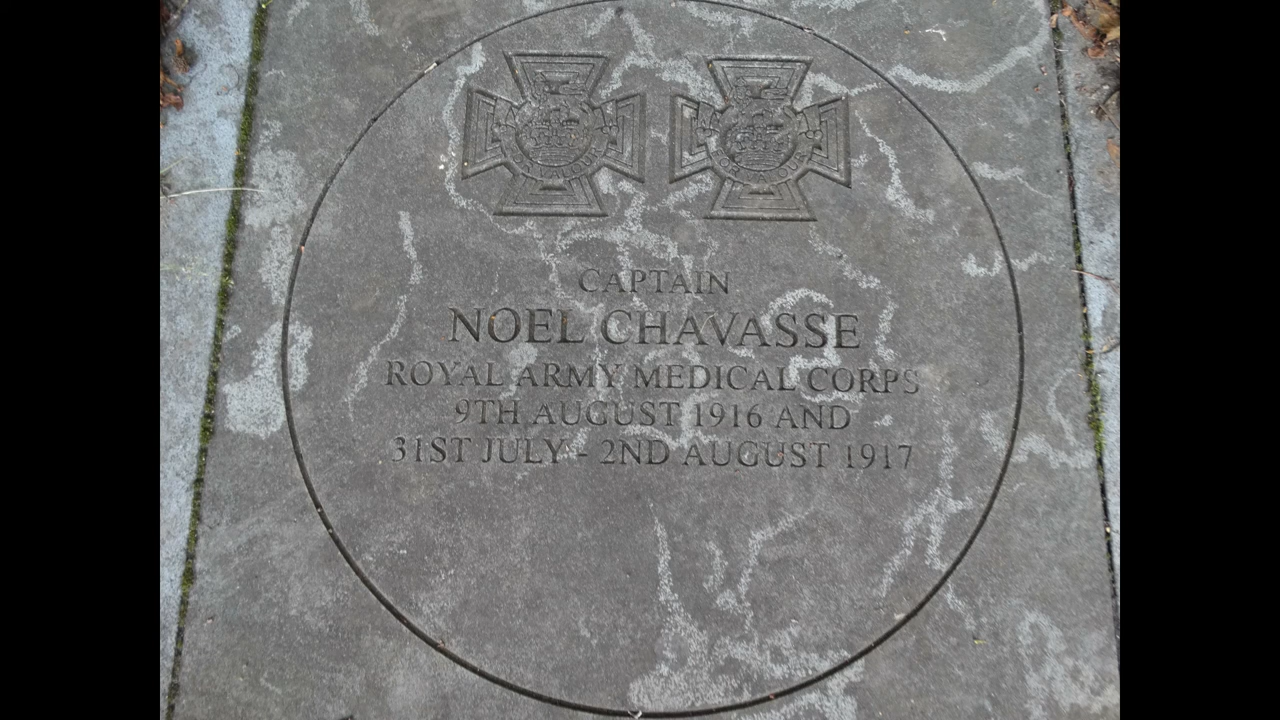 CAPTAIN
NOEL CHAVASSE
ROYAL ARMY MEDICAL CORPS
9TH AUGUST 1916 AND
31ST JULY - 2ND AUGUST 1917